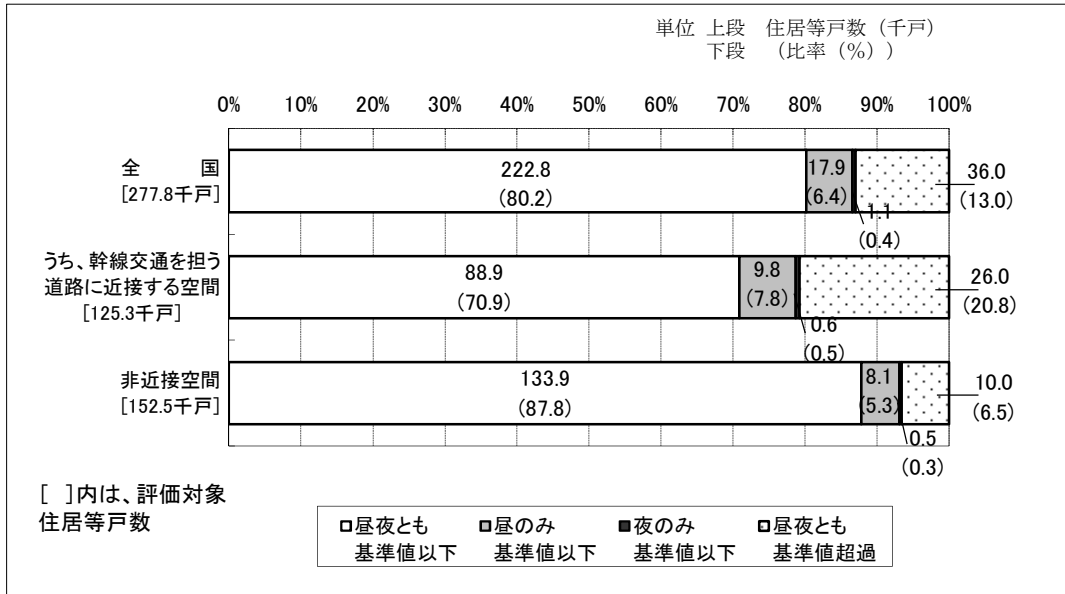 単位 上段 住居等戸数（千戸）
下段 （比率（%））
0% 10% 20% 30% 40% 50% 60% 70% 80% 90% 100%
全 国
[277.8千戸]
222.8
(80.2)
17.9
(6.4)
1.1
(0.4)
36.0
(13.0)
うち、幹線交通を担う
道路に近接する空間
[125.3千戸]
88.9
(70.9)
9.8
(7.8)
0.6
(0.5)
26.0
(20.8)
非近接空間
[152.5千戸]
133.9
(87.8)
8.1
(5.3)
0.5
(0.3)
10.0
(6.5)
[ ]内は、評価対象
住居等戸数
昼夜とも
基準値以下
昼のみ
基準値以下
夜のみ
基準値以下
昼夜とも
基準値超過